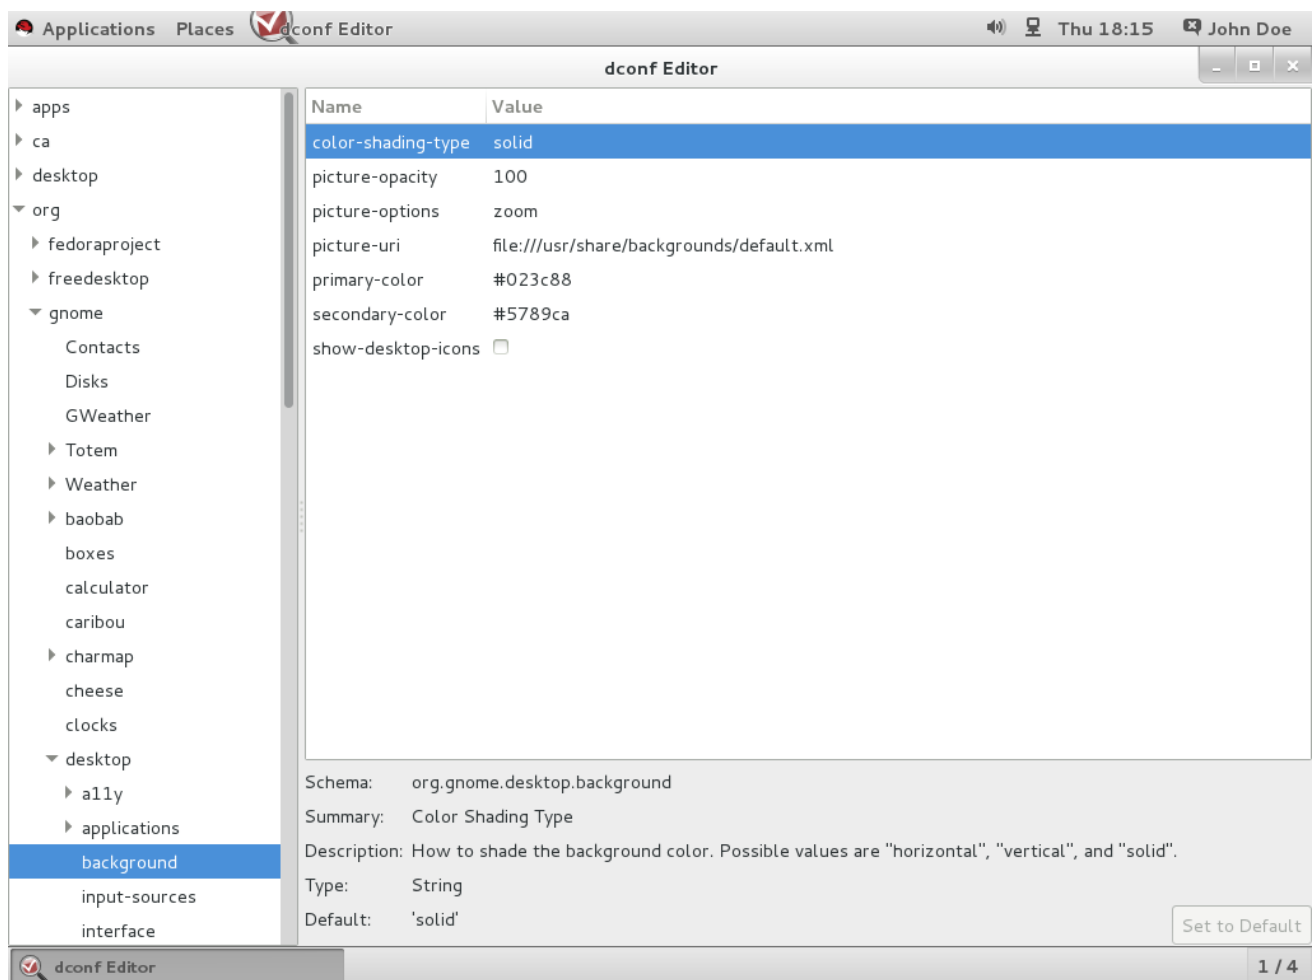 Applications Places dconf Editor Thu 18:15 John Doe
dconf Editor
apps
ca
desktop
org
fedoraproject
freedesktop
gnome
Contacts
Disks
GWeather
Totem
Weather
baobab
boxes
calculator
caribou
charmap
cheese
clocks
desktop
a11y
applications
background
input-sources
interface
Name Value
color-shading-type solid
picture-opacity 100
picture-options zoom
picture-uri file:///usr/share/backgrounds/default.xml
primary-color #023c88
secondary-color #5789ca
show-desktop-icons
Schema: org.gnome.desktop.background
Summary: Color Shading Type
Description: How to shade the background color. Possible values are "horizontal", "vertical", and "solid".
Type: String
Default: 'solid'
Set to Default
dconf Editor 1 / 4